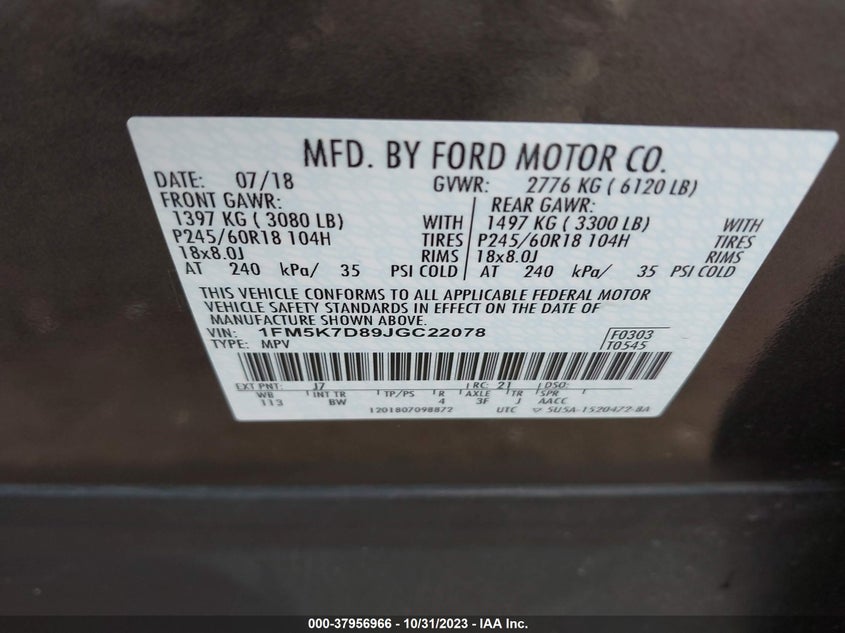 MFD. BY FORD MOTOR CO.
DATE: 07/18 GVWR: 2776 KG ( 6120 LB)
FRONT GAWR: REAR GAWR:
1397 KG ( 3080 LB) WITH 1497 KG ( 3300 LB) WITH
P245/60R18 104H TIRES P245/60R18 104H TIRES
18x8.0J RIMS 18x8.0J RIMS
AT 240 kPa/ 35 PSI COLD AT 240 kPa/ 35 PSI COLD
THIS VEHICLE CONFORMS TO ALL APPLICABLE FEDERAL MOTOR
VEHICLE SAFETY STANDARDS IN EFFECT ON THE DATE OF
MANUFACTURE SHOWN ABOVE.
VIN: 1FM5K7D89JGC22078 F0303
TYPE: MPV T0545
EXT PNT: J7 RC: 21 DSO:
WB INT TR TP/PS R AXLE TR SPR
113 BW 4 3F J AACC
1201807098872 UTC 5U5A-1520472-8A
000-37956966 - 10/31/2023 - IAA Inc.